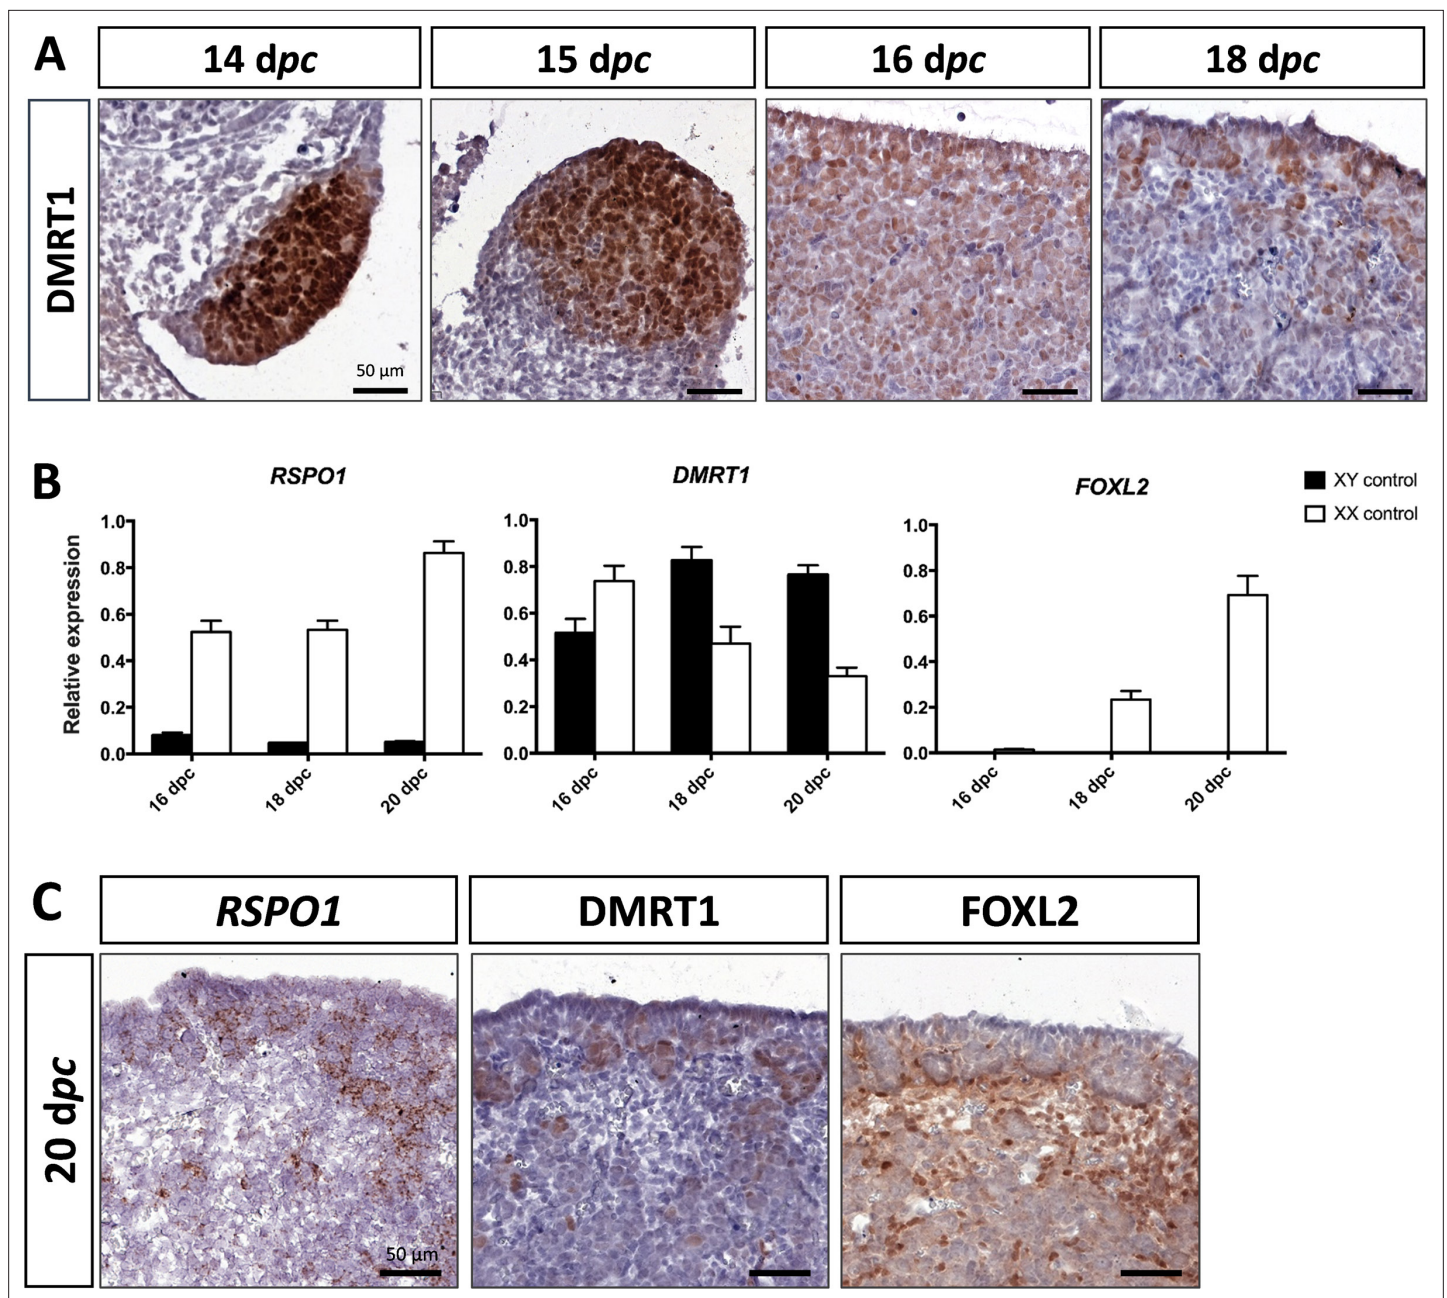 A
14 dpc
15 dpc
16 dpc
18 dpc
DMRT1
50 µm
B
RSPO1
DMRT1
FOXL2
XY control
XX control
Relative expression
1.0
0.8
0.6
0.4
0.2
0.0
16 dpc
18 dpc
20 dpc
1.0
0.8
0.6
0.4
0.2
0.0
16 dpc
18 dpc
20 dpc
1.0
0.8
0.6
0.4
0.2
0.0
16 dpc
18 dpc
20 dpc
C
RSPO1
DMRT1
FOXL2
20 dpc
50 µm